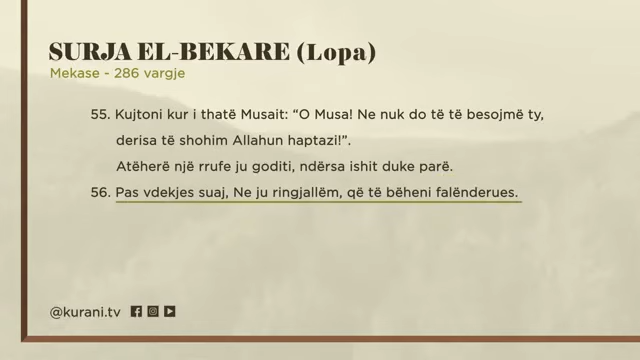 SURJA EL-BEKARE (Lopa)
Mekase - 286 vargje
55. Kujtoni kur i thatë Musait: “O Musa! Ne nuk do të të besojmë ty,
derisa të shohim Allahun haptazi!”.
Atëherë një rrufe ju goditi, ndërsa ishit duke parë.
56. Pas vdekjes suaj, Ne ju ringjallëm, që të bëheni falënderues.
@kurani.tv